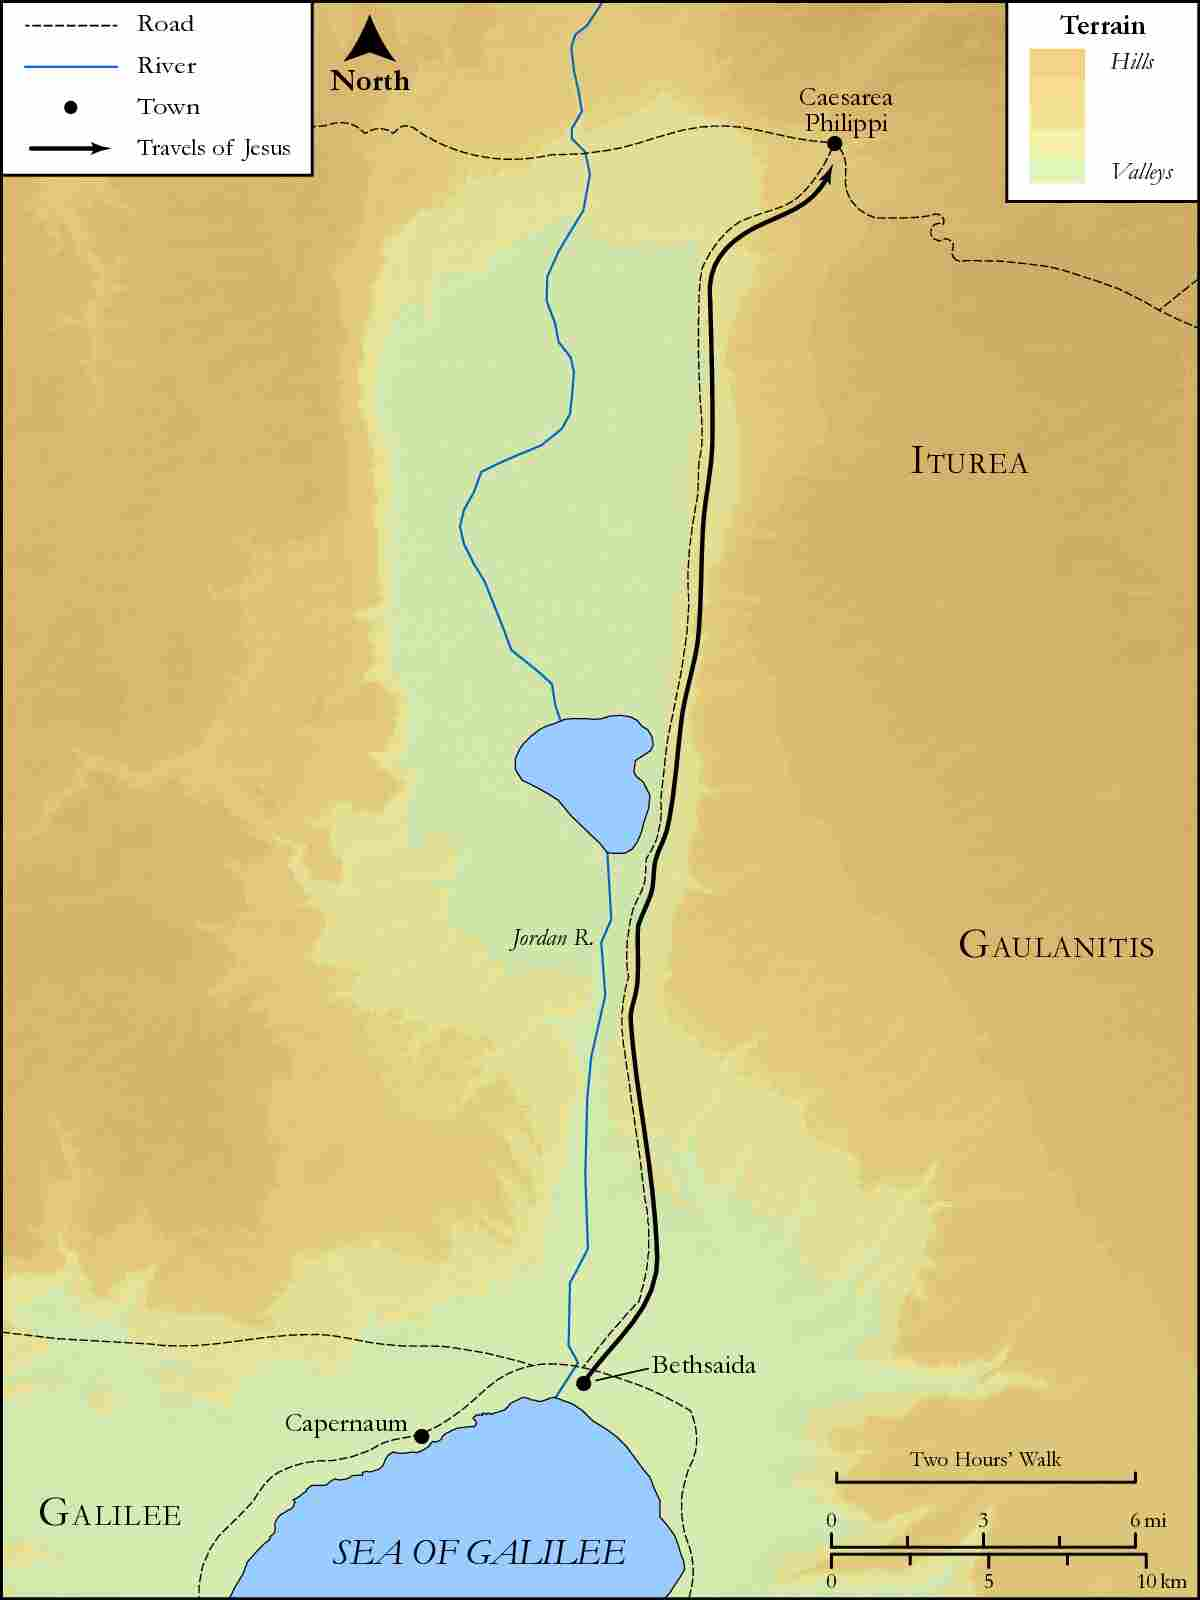 Road
River
Town
Travels of Jesus
North
Terrain
Hills
Valleys
Caesarea
Philippi
ITUREA
Jordan R.
GAULANITIS
Bethsaida
Capernaum
GALILEE
SEA OF GALILEE
Two Hours' Walk
0 3 6 mi
0 5 10 km